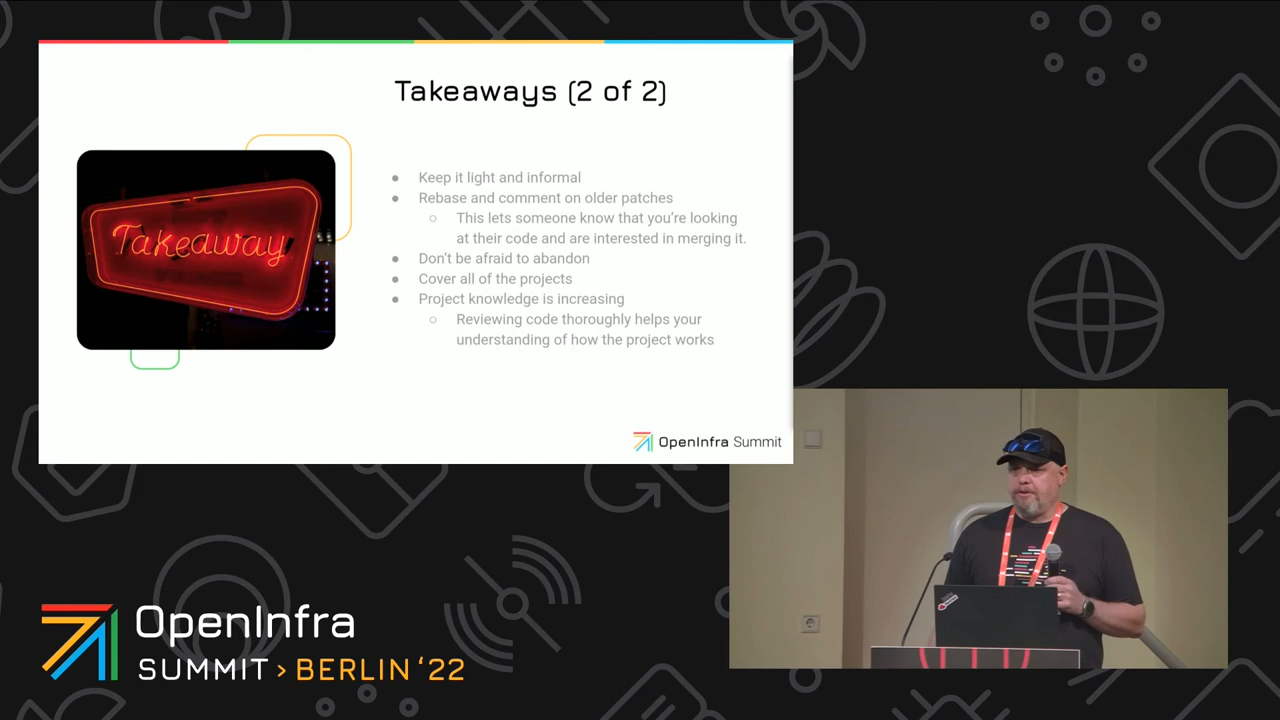 Takeaways (2 of 2)
Takeaway
● Keep it light and informal
● Rebase and comment on older patches
○ This lets someone know that you're looking
at their code and are interested in merging it.
● Don't be afraid to abandon
● Cover all of the projects
● Project knowledge is increasing
○ Reviewing code thoroughly helps your
understanding of how the project works
OpenInfra Summit
OpenInfra
SUMMIT > BERLIN ‘22